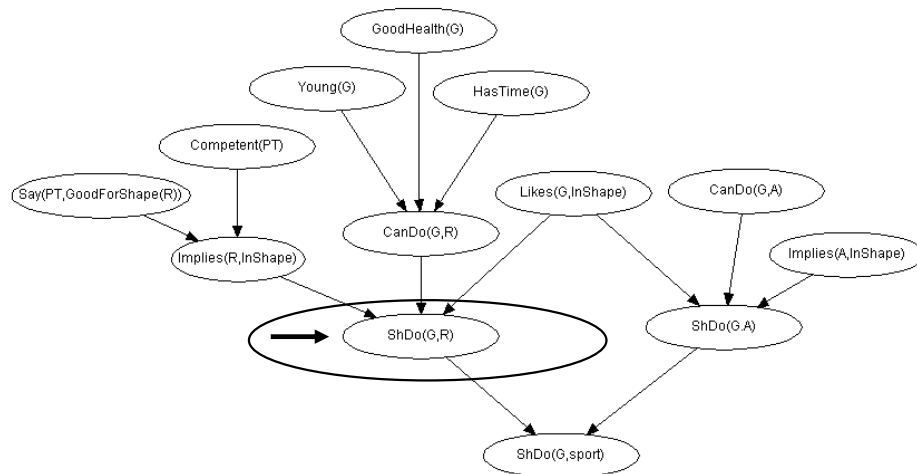 GoodHealth(G)
Young(G)
HasTime(G)
Competent(PT)
Say(PT,GoodForShape(R))
Likes(G,InShape)
CanDo(G,A)
CanDo(G,R)
Implies(R,InShape)
Implies(A,InShape)
ShDo(G,R)
ShDo(G.A)
ShDo(G,sport)